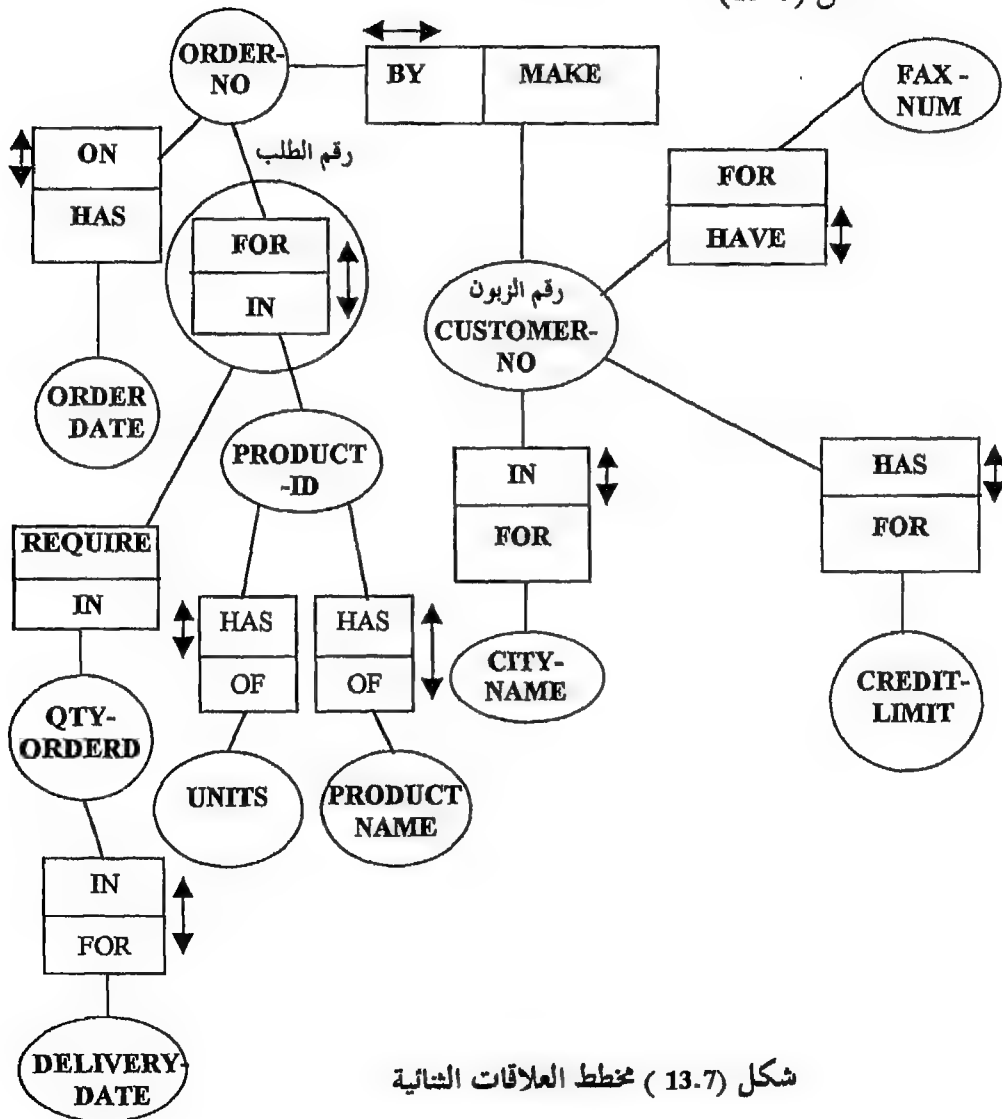 ORDER-
NO
BY
MAKE
FAX -
NUM
ON
HAS
رقم الطلب
FOR
IN
FOR
HAVE
رقم الزبون
CUSTOMER-
NO
ORDER
DATE
PRODUCT
-ID
IN
FOR
HAS
FOR
REQUIRE
IN
HAS
OF
HAS
OF
CITY-
NAME
CREDIT-
LIMIT
QTY-
ORDERD
UNITS
PRODUCT
NAME
IN
FOR
DELIVERY-
DATE
شكل (13-7 ) مخطط العلاقات الثنائية